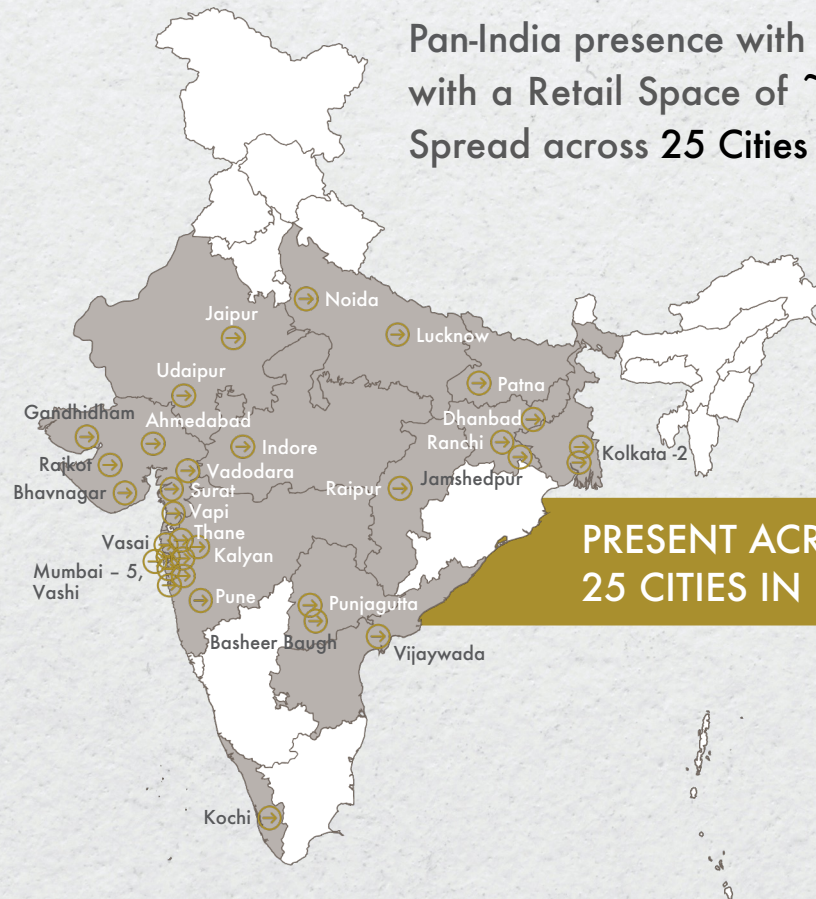 Pan-India presence with
with a Retail Space of ~
Spread across 25 Cities
Noida
Jaipur
Lucknow
Udaipur
Patna
Gandhidham
Ahmedabad
Dhanbad
Indore
Ranchi
Kolkata -2
Rajkot
Vadodara
Jamshedpur
Bhavnagar
Surat
Raipur
Vapi
Thane
Vasai
Kalyan
Mumbai – 5,
Vashi
Pune
Punjagutta
Basheer Baugh
Vijaywada
PRESENT ACR
25 CITIES IN
Kochi